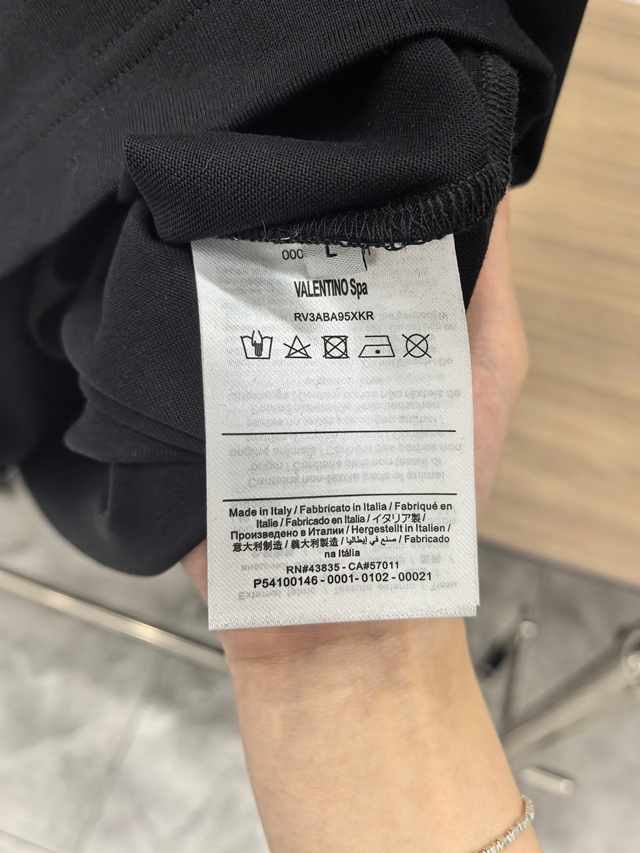 000 L
VALENTINO Spa
RV3ABA95XKR
Made in Italy / Fabbricato in Italia / Fabriqué en
Italie / Fabricado en Italia / イタリア製 /
Произведено в Италии / Hergestellt in Italien /
意大利制造 / 義大利製造 / صنع في إيطاليا / Fabricado
na Itália
RN#43835 - CA#57011
P54100146 - 0001- 0102 - 00021